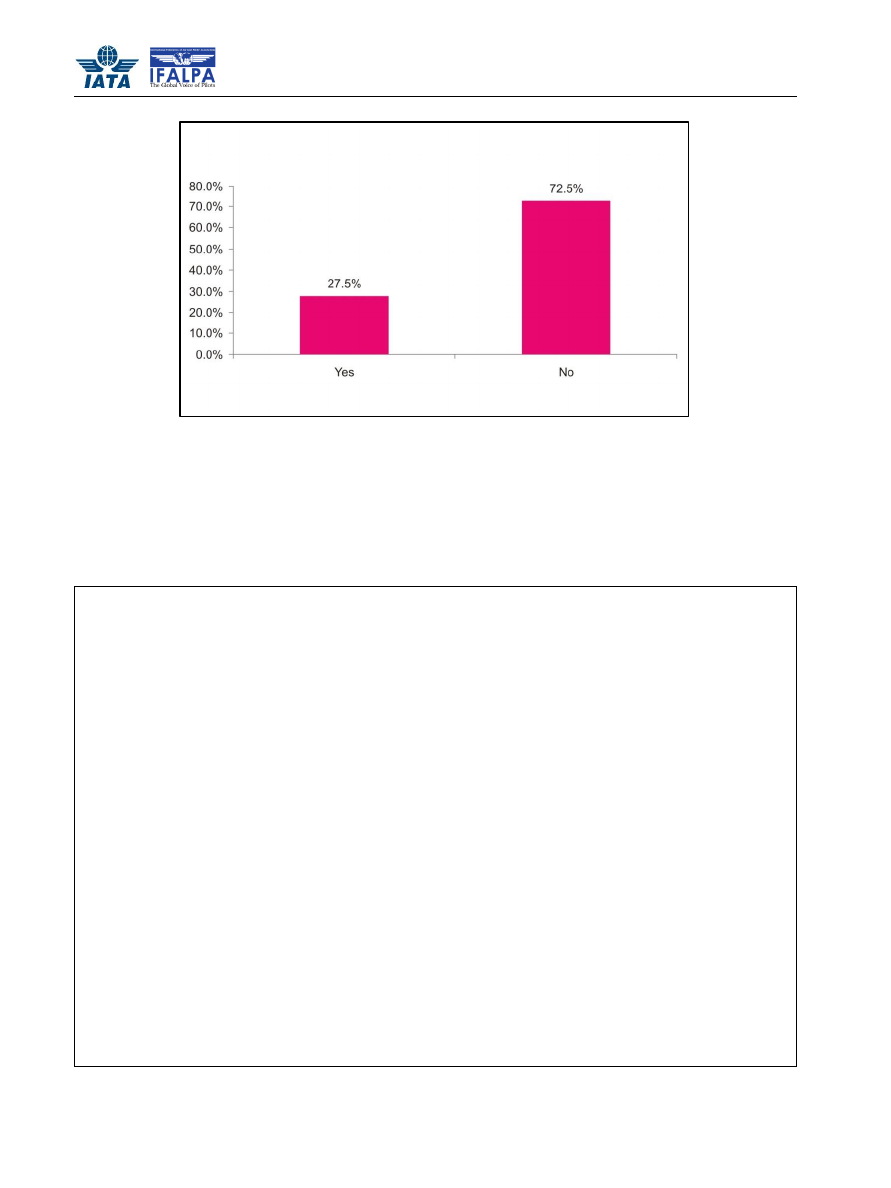 IATA
IFALPA
The Global Voice of Pilots
80.0%
70.0%
60.0%
50.0%
40.0%
30.0%
20.0%
10.0%
0.0%
27.5%
72.5%
Yes
No